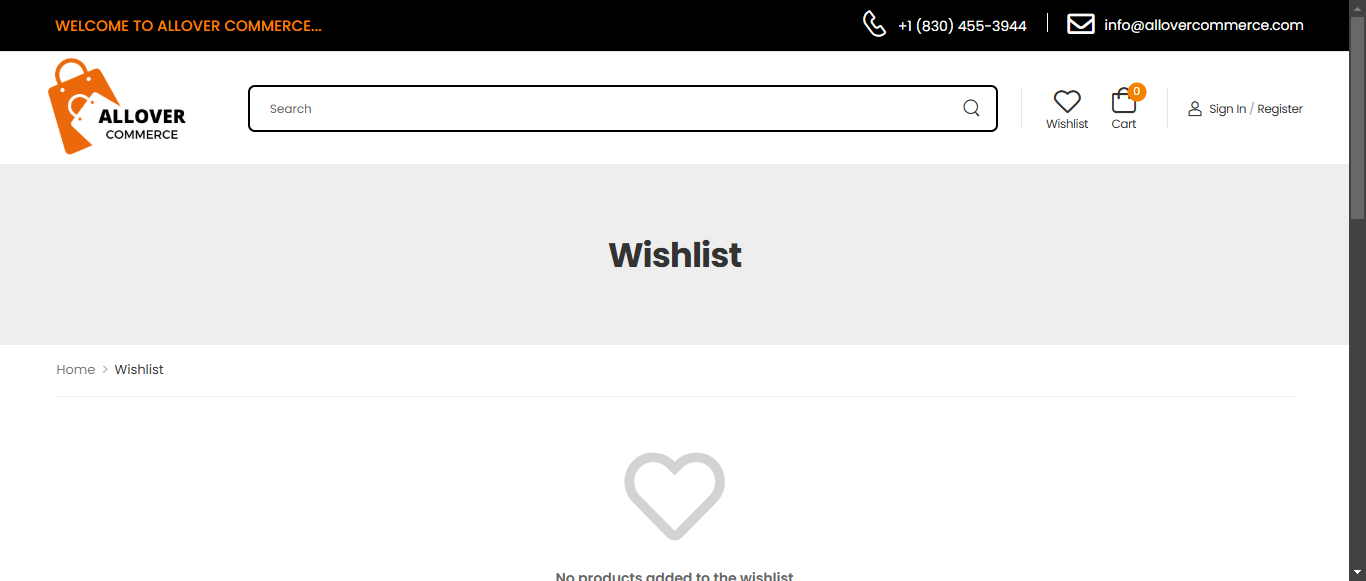 WELCOME TO ALLOVER COMMERCE...
+1 (830) 455-3944
info@allovercommerce.com
ALLOVER
COMMERCE
Search
Wishlist
0
Cart
Sign In / Register
Wishlist
Home > Wishlist
No products added to the wishlist